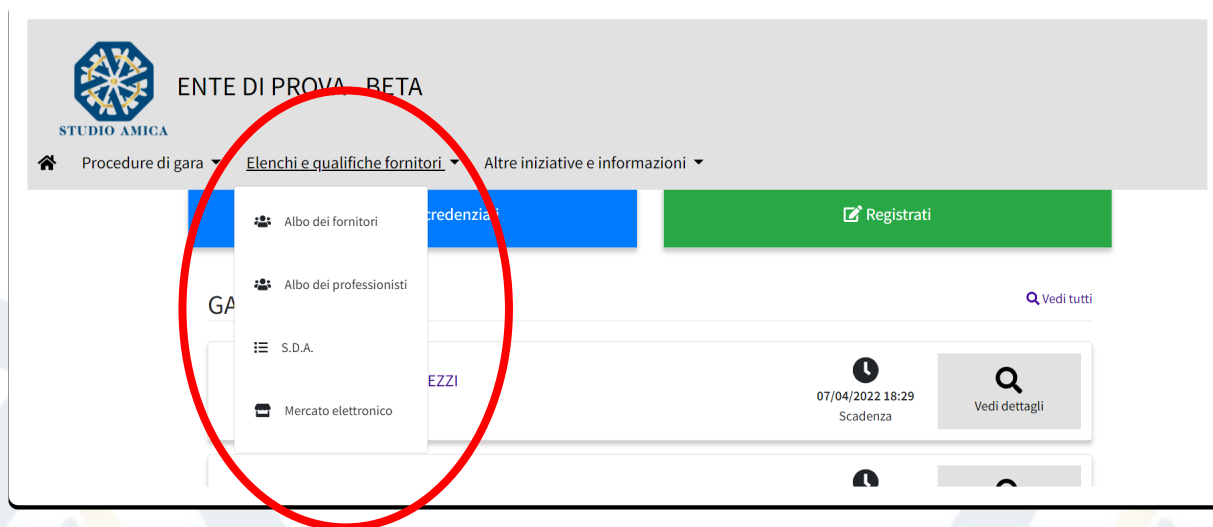 ENTE DI PROVA BETA
STUDIO AMICA
Procedure di gara
Elenchi e qualifiche fornitori
Altre iniziative e informazioni
credenziali
Registrati
Albo dei fornitori
Albo dei professionisti
S.D.A.
Mercato elettronico
GA
Vedi tutti
EZZI
07/04/2022 18:29
Scadenza
Vedi dettagli